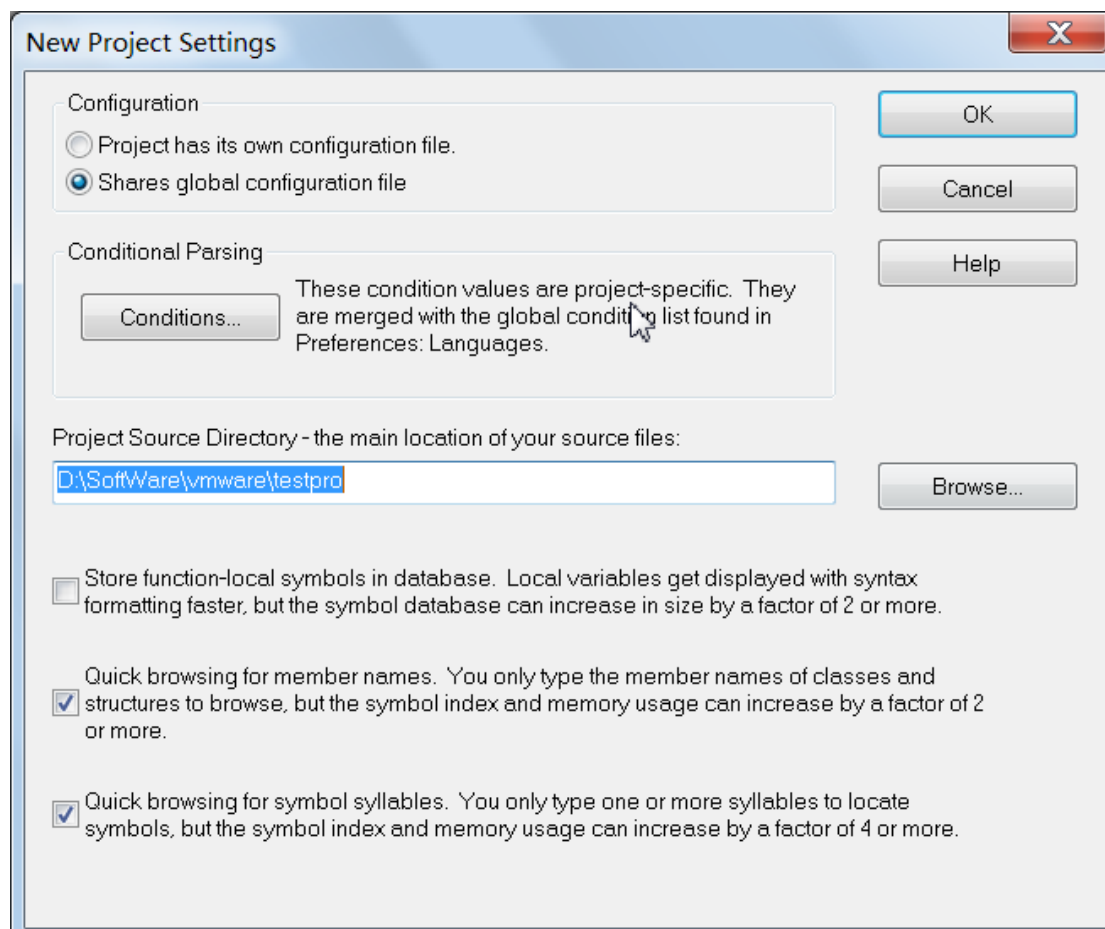 New Project Settings
Configuration
Project has its own configuration file.
Shares global configuration file
OK
Cancel
Help
Conditional Parsing
Conditions...
These condition values are project-specific. They
are merged with the global condition list found in
Preferences: Languages.
Project Source Directory - the main location of your source files:
D:\SoftWare\vmware\testpro
Browse...
Store function-local symbols in database. Local variables get displayed with syntax
formatting faster, but the symbol database can increase in size by a factor of 2 or more.
Quick browsing for member names. You only type the member names of classes and
structures to browse, but the symbol index and memory usage can increase by a factor of 2
or more.
Quick browsing for symbol syllables. You only type one or more syllables to locate
symbols, but the symbol index and memory usage can increase by a factor of 4 or more.